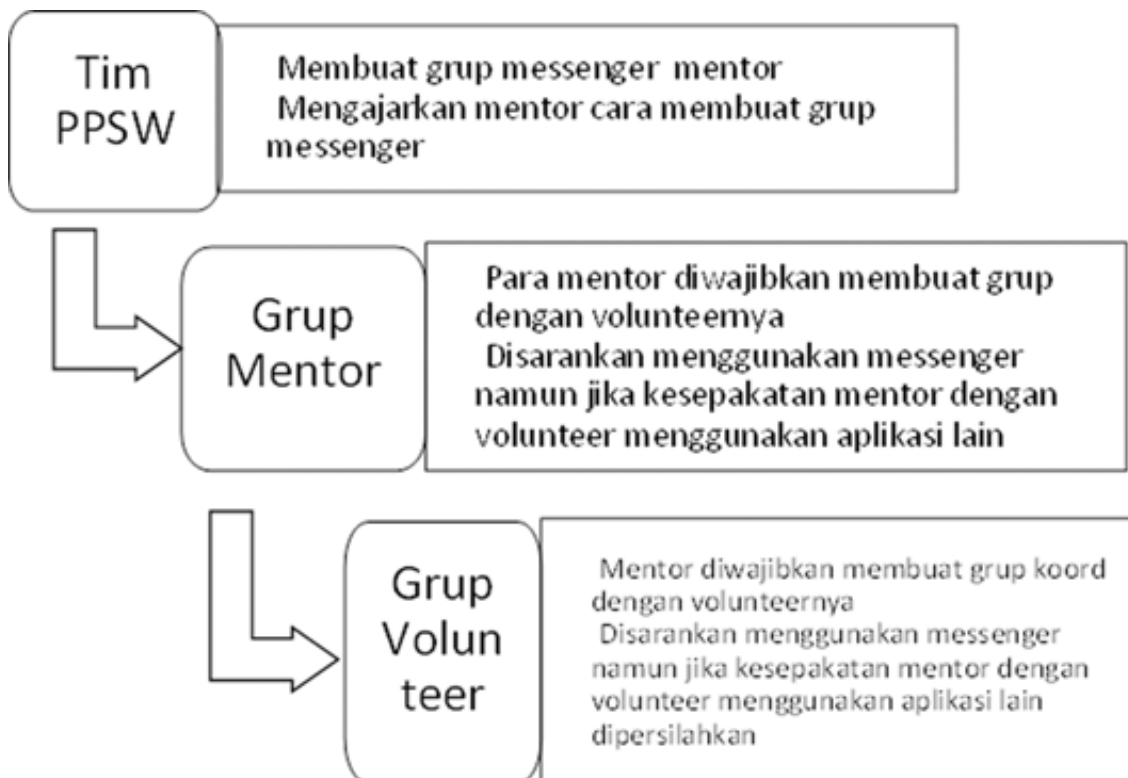 Tim
PPSW
Membuat grup messenger mentor
Mengajarkan mentor cara membuat grup
messenger
Grup
Mentor
Para mentor diwajibkan membuat grup
dengan volunteernya
Disarankan menggunakan messenger
namun jika kesepakatan mentor dengan
volunteer menggunakan aplikasi lain
Grup
Volun
teer
Mentor diwajibkan membuat grup koord
dengan volunteernya
Disarankan menggunakan messenger
namun jika kesepakatan mentor dengan
volunteer menggunakan aplikasi lain
dipersilahkan